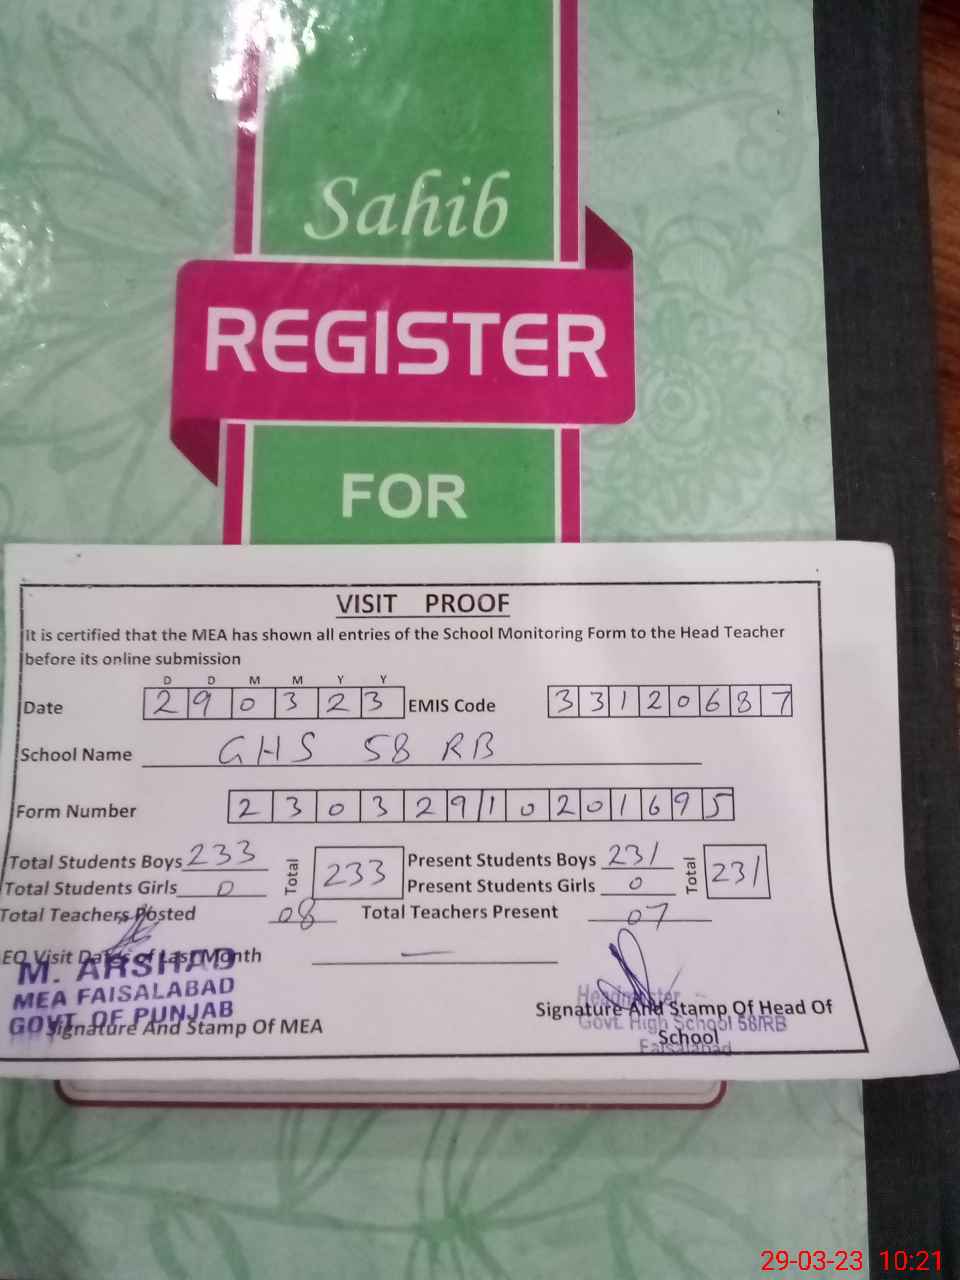 Sahib
REGISTER
FOR
VISIT PROOF
It is certified that the MEA has shown all entries of the School Monitoring Form to the Head Teacher
before its online submission
D D M M Y Y
Date 2 9 0 3 2 3 EMIS Code 3 3 1 2 0 6 8 7
School Name GHS 58 RB
Form Number 2 3 0 3 2 9 1 0 2 0 1 6 9 5
Total Students Boys 233 Total 233 Present Students Boys 231 Total 231
Total Students Girls 0 Present Students Girls 0
Total Teachers Posted 08 Total Teachers Present 07
EO Visit Dates of Last Month —
M. ARSHAD
MEA FAISALABAD
GOVT. OF PUNJAB
Signature And Stamp Of MEA
Headmaster
Signature And Stamp Of Head Of
School
Govt. High School 58/RB
Faisalabad
29-03-23 10:21